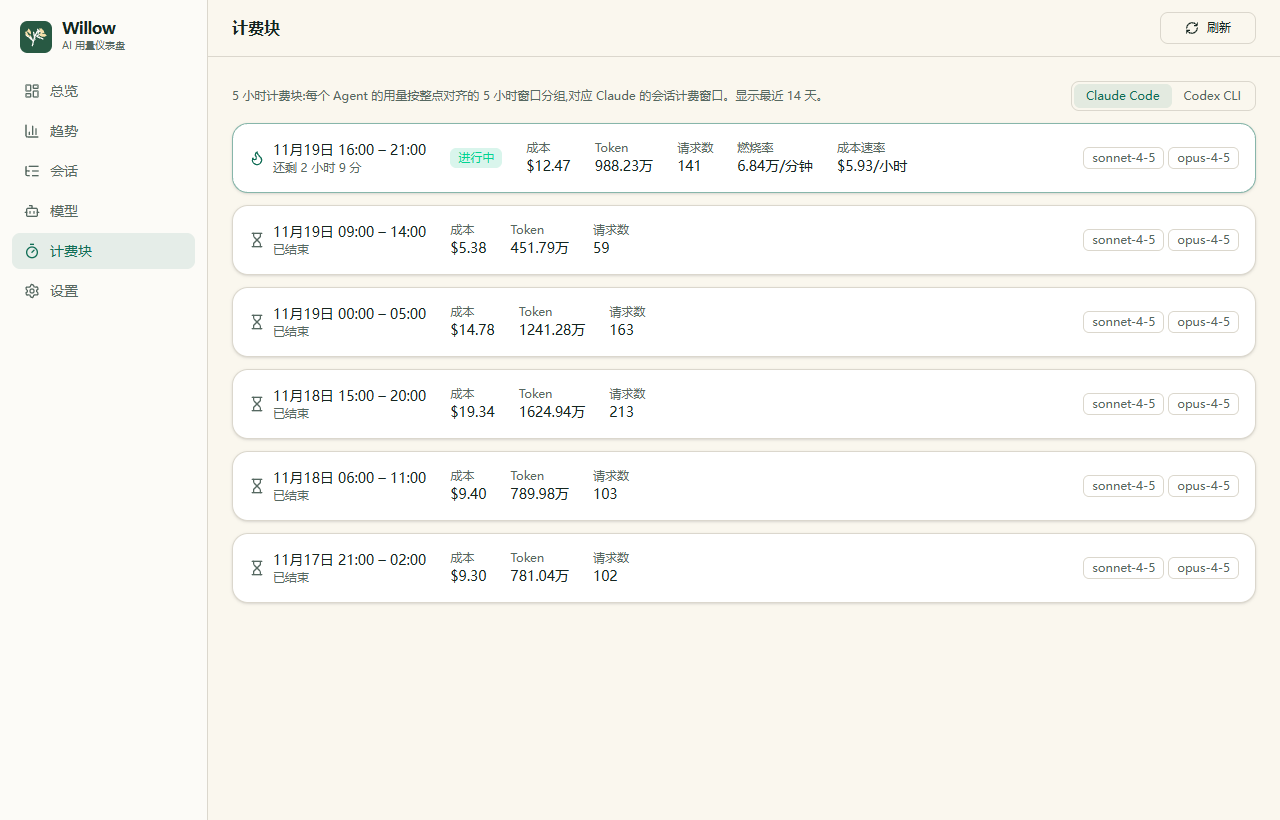 Willow
AI 用量仪表盘
总览
趋势
会话
模型
计费块
设置
计费块
刷新
5 小时计费块:每个 Agent 的用量按整点对齐的 5 小时窗口分组,对应 Claude 的会话计费窗口。显示最近 14 天。
Claude Code
Codex CLI
11月19日 16:00 – 21:00
还剩 2 小时 9 分
进行中
成本
$12.47
Token
988.23万
请求数
141
燃烧率
6.84万/分钟
成本速率
$5.93/小时
sonnet-4-5
opus-4-5
11月19日 09:00 – 14:00
已结束
成本
$5.38
Token
451.79万
请求数
59
sonnet-4-5
opus-4-5
11月19日 00:00 – 05:00
已结束
成本
$14.78
Token
1241.28万
请求数
163
sonnet-4-5
opus-4-5
11月18日 15:00 – 20:00
已结束
成本
$19.34
Token
1624.94万
请求数
213
sonnet-4-5
opus-4-5
11月18日 06:00 – 11:00
已结束
成本
$9.40
Token
789.98万
请求数
103
sonnet-4-5
opus-4-5
11月17日 21:00 – 02:00
已结束
成本
$9.30
Token
781.04万
请求数
102
sonnet-4-5
opus-4-5